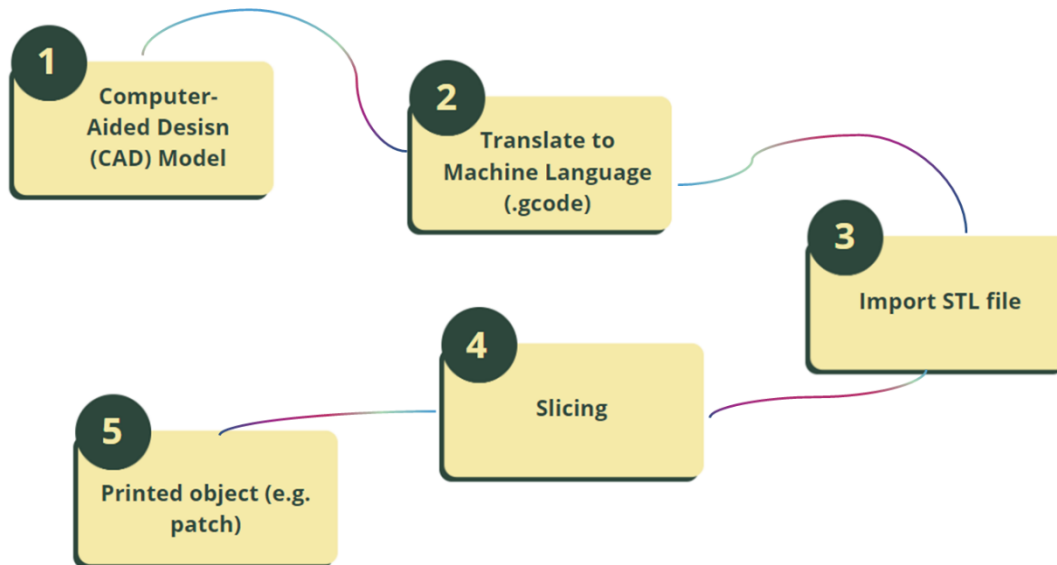 1
Computer-
Aided Desisn
(CAD) Model
2
Translate to
Machine Language
(.gcode)
3
Import STL file
4
Slicing
5
Printed object (e.g.
patch)